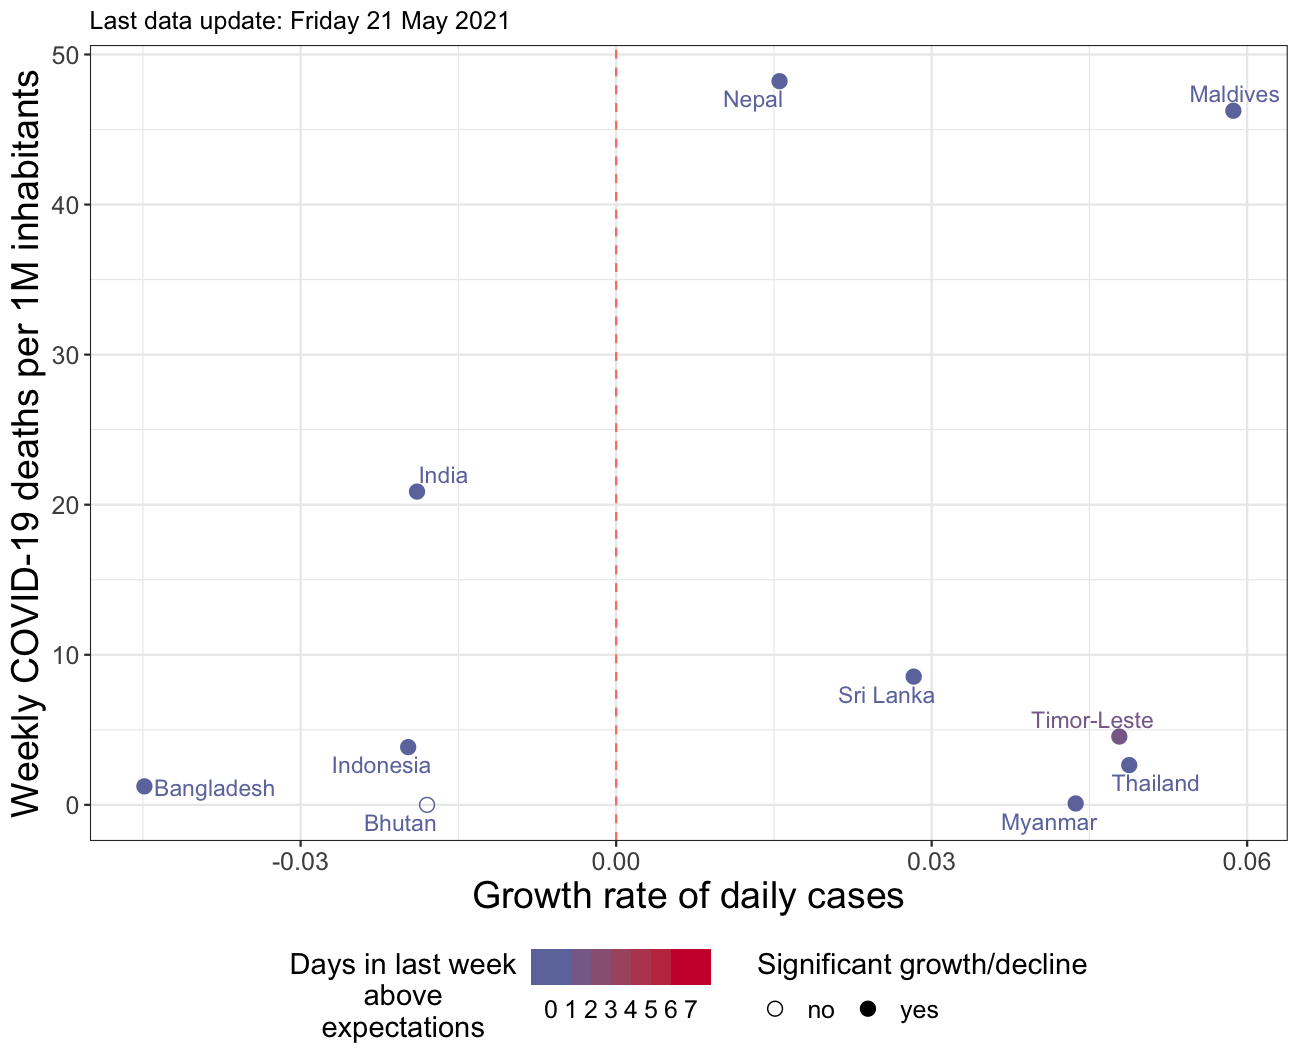 Last data update: Friday 21 May 2021
Weekly COVID-19 deaths per 1M inhabitants
50
40
30
20
10
0
Nepal
Maldives
India
Sri Lanka
Timor-Leste
Indonesia
Thailand
Bangladesh
Bhutan
Myanmar
-0.03
0.00
0.03
0.06
Growth rate of daily cases
Days in last week
above
expectations
0 1 2 3 4 5 6 7
Significant growth/decline
no
yes